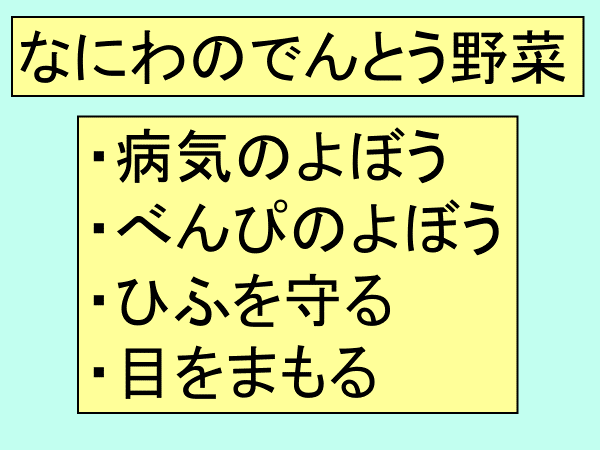 なにわのでんとう野菜
・病気のよぼう
・べんぴのよぼう
・ひふを守る
・目をまもる